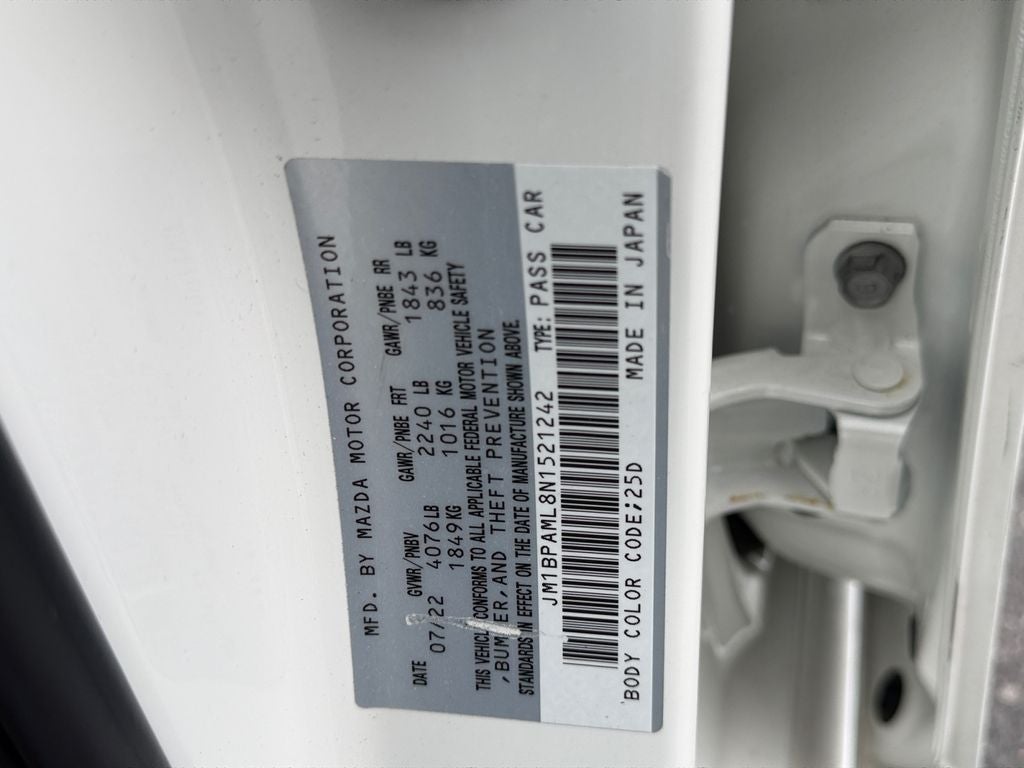 MFD. BY MAZDA MOTOR CORPORATION
DATE GVWR/PNBV GAWR/PNBE FRT GAWR/PNBE RR
07/22 4076LB 2240 LB 1843 LB
1849KG 1016 KG 836 KG
THIS VEHICLE CONFORMS TO ALL APPLICABLE FEDERAL MOTOR VEHICLE SAFETY
,BUMPER,AND THEFT PREVENTION
STANDARDS IN EFFECT ON THE DATE OF MANUFACTURE SHOWN ABOVE.
JM1BPAML8N1521242 TYPE: PASS CAR
BODY COLOR CODE;25D MADE IN JAPAN